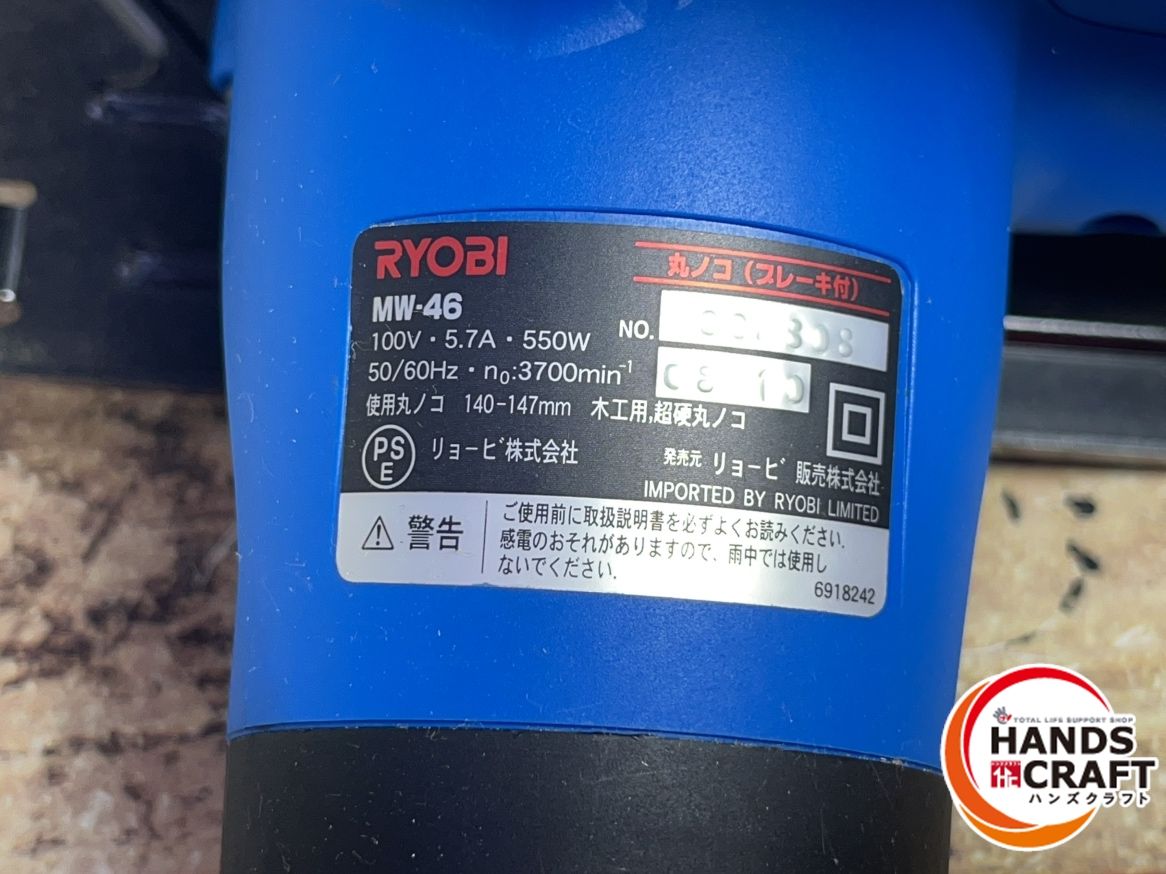 RYOBI
丸ノコ(ブレーキ付)
MW-46
100V・5.7A・550W
NO.
50/60Hz・n0:3700min-1
08 10
使用丸ノコ 140-147mm 木工用,超硬丸ノコ
PS
E
リョービ株式会社
発売元 リョービ 販売株式会社
IMPORTED BY RYOBI LIMITED
警告
ご使用前に取扱説明書を必ずよくお読みください.
感電のおそれがありますので、雨中では使用し
ないでください.
6918242
TOTAL LIFE SUPPORT SHOP
HANDS
CRAFT
ハンズクラフト